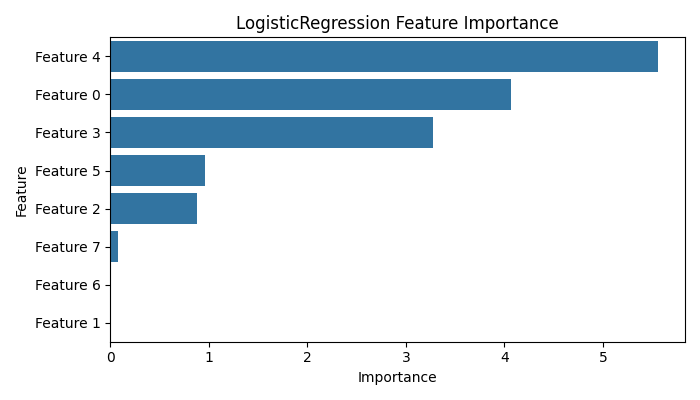 LogisticRegression Feature Importance
Feature 4
Feature 0
Feature 3
Feature 5
Feature 2
Feature 7
Feature 6
Feature 1
Feature
0 1 2 3 4 5
Importance